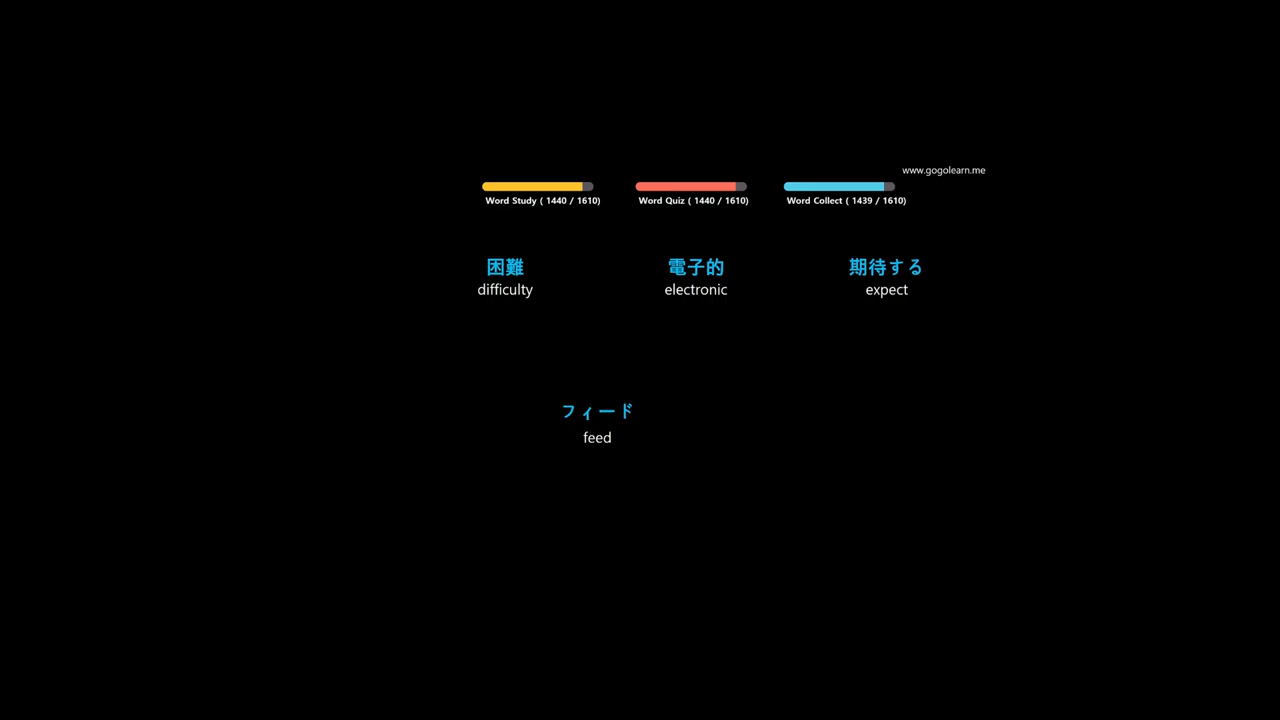 www.gogolearn.me
Word Study ( 1440 / 1610)
Word Quiz ( 1440 / 1610)
Word Collect ( 1439 / 1610)
困難
difficulty
電子的
electronic
期待する
expect
フィード
feed